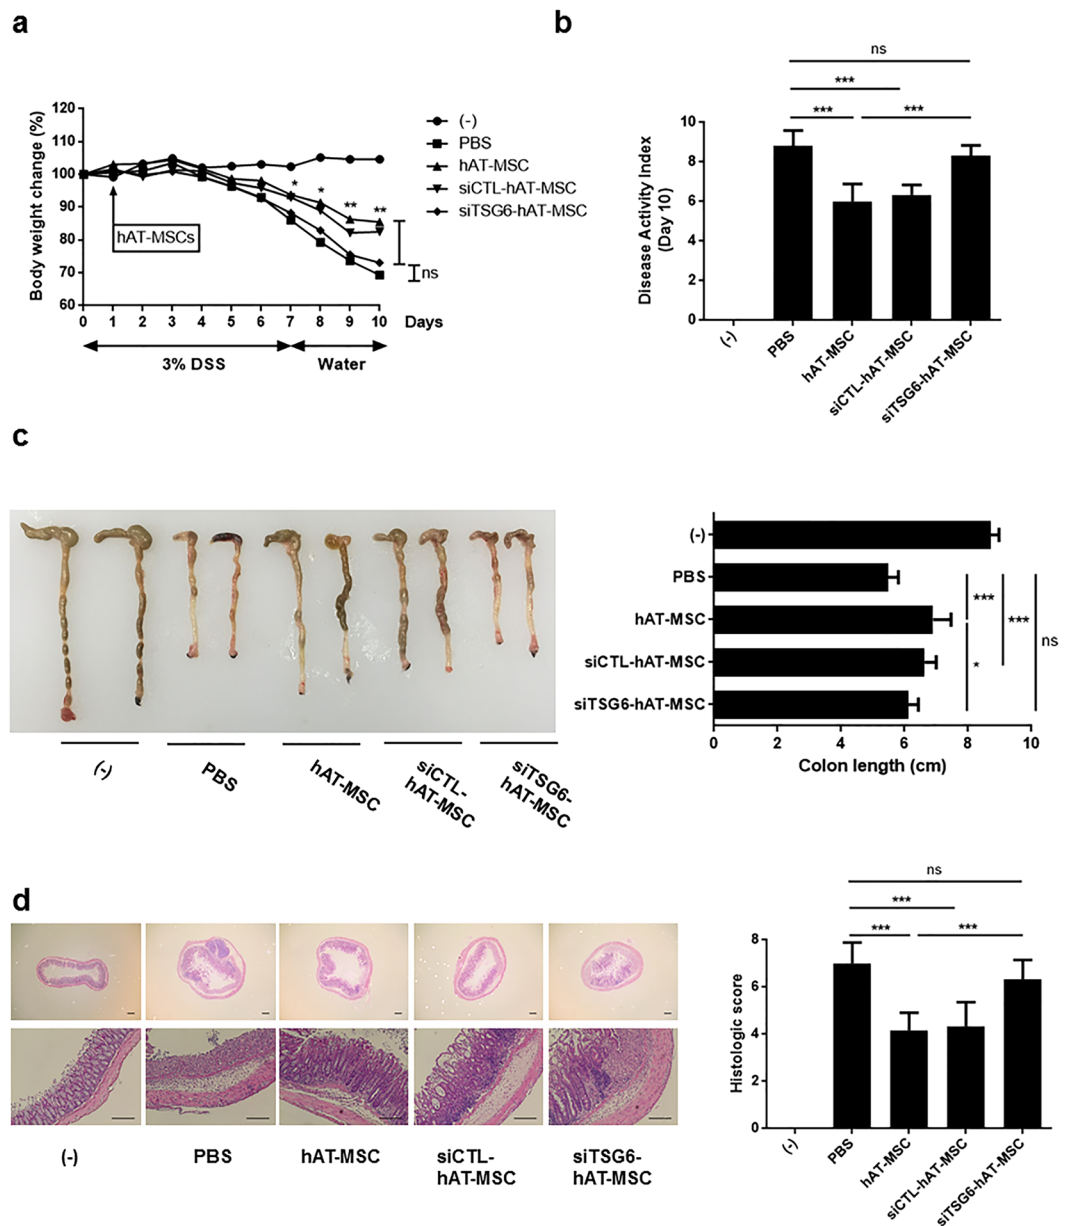 a
Body weight change (%)
120
110
100
90
80
70
60
0 1 2 3 4 5 6 7 8 9 10 Days
hAT-MSCs
* * ** **
ns
(-)
PBS
hAT-MSC
siCTL-hAT-MSC
siTSG6-hAT-MSC
3% DSS Water
b
ns
***
*** ***
Disease Activity Index
(Day 10)
10
8
6
4
2
0
(-)
PBS
hAT-MSC
siCTL-hAT-MSC
siTSG6-hAT-MSC
c
(-)
PBS
hAT-MSC
siCTL-
hAT-MSC
siTSG6-
hAT-MSC
(-)
PBS
hAT-MSC
siCTL-hAT-MSC
siTSG6-hAT-MSC
***
*
***
ns
0 2 4 6 8 10
Colon length (cm)
d
(-)
PBS
hAT-MSC
siCTL-
hAT-MSC
siTSG6-
hAT-MSC
ns
***
*** ***
Histologic score
8
6
4
2
0
(-)
PBS
hAT-MSC
siCTL-hAT-MSC
siTSG6-hAT-MSC